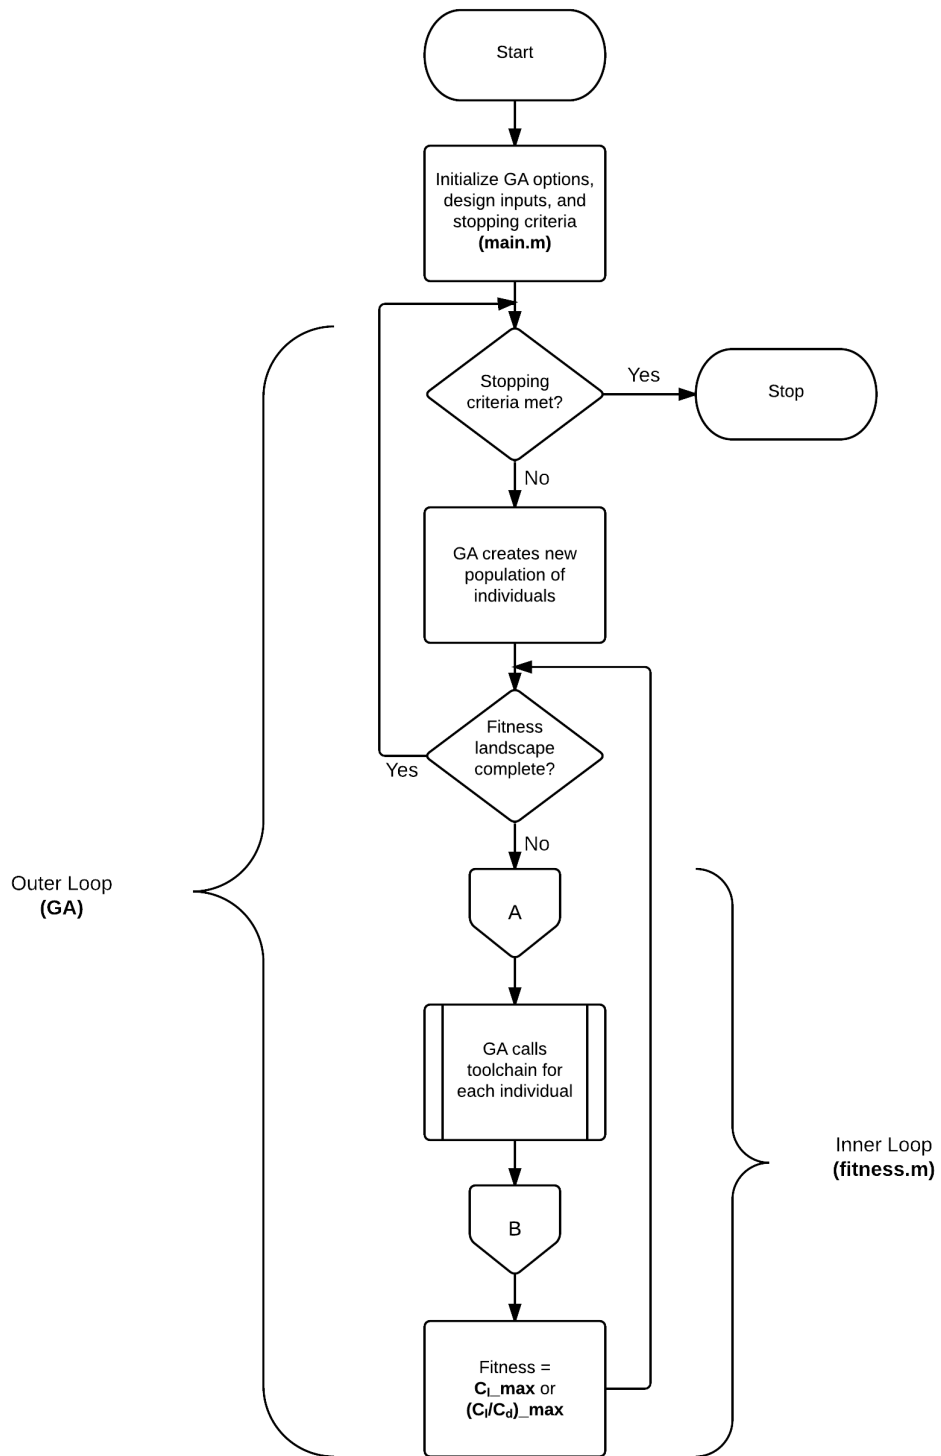 Start
Initialize GA options,
design inputs, and
stopping criteria
(main.m)
Stopping
criteria met?
Yes
Stop
No
GA creates new
population of
individuals
Fitness
landscape
complete?
Yes
No
Outer Loop
(GA)
A
GA calls
toolchain for
each individual
Inner Loop
(fitness.m)
B
Fitness =
Cl_max or
(Cl/Cd)_max